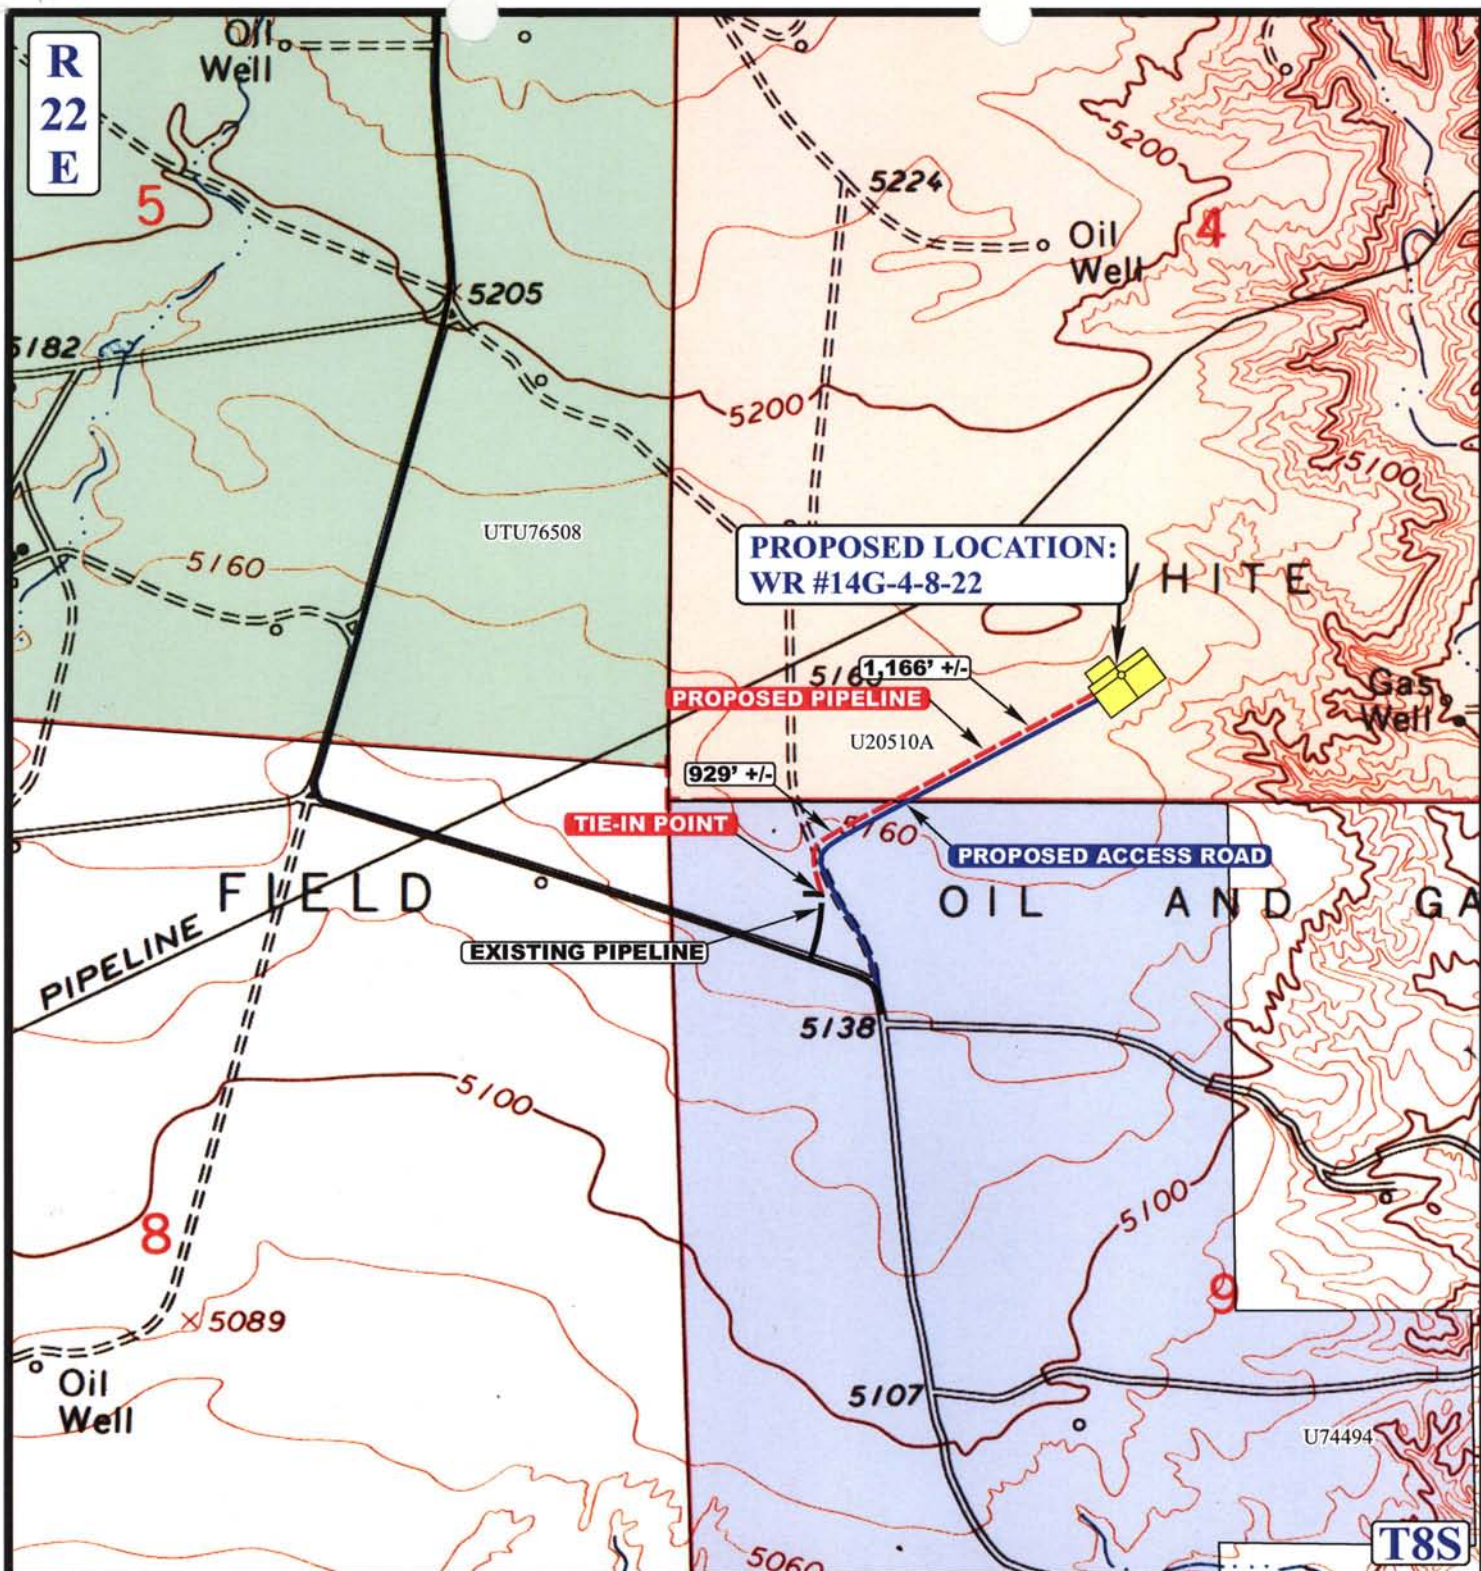 R
22
E
Oil
Well
5
5205
5182
5224
Oil
Well
5200
4
5200
5100
UTU76508
5160
PROPOSED LOCATION:
WR #14G-4-8-22
HITE
1,166' +/-
PROPOSED PIPELINE
U20510A
Gas
Well
929' +/-
TIE-IN POINT
5160
PROPOSED ACCESS ROAD
FIELD
OIL AND GA
PIPELINE
EXISTING PIPELINE
5138
5100
5100
8
9
5089
Oil
Well
5107
U74494
5060
T8S